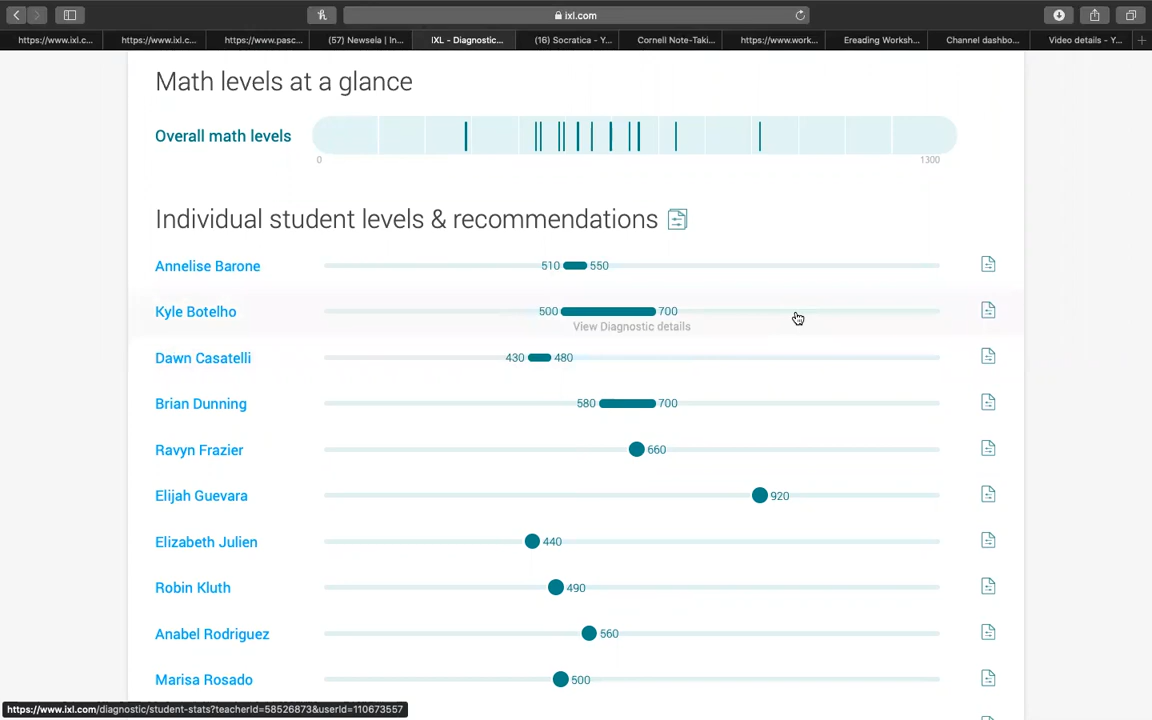 ixl.com
https://www.ixl.c...
https://www.ixl.c...
https://www.pasc...
(57) Newsela | In...
IXL - Diagnostic...
(16) Socratica - Y...
Cornell Note-Taki...
https://www.work...
Ereading Worksh...
Channel dashbo...
Video details - Y...
Math levels at a glance
Overall math levels
0
1300
Individual student levels & recommendations
Annelise Barone 510 550
Kyle Botelho 500 700
View Diagnostic details
Dawn Casatelli 430 480
Brian Dunning 580 700
Ravyn Frazier 660
Elijah Guevara 920
Elizabeth Julien 440
Robin Kluth 490
Anabel Rodriguez 560
Marisa Rosado 500
https://www.ixl.com/diagnostic/student-stats?teacherId=58526873&userId=110673557